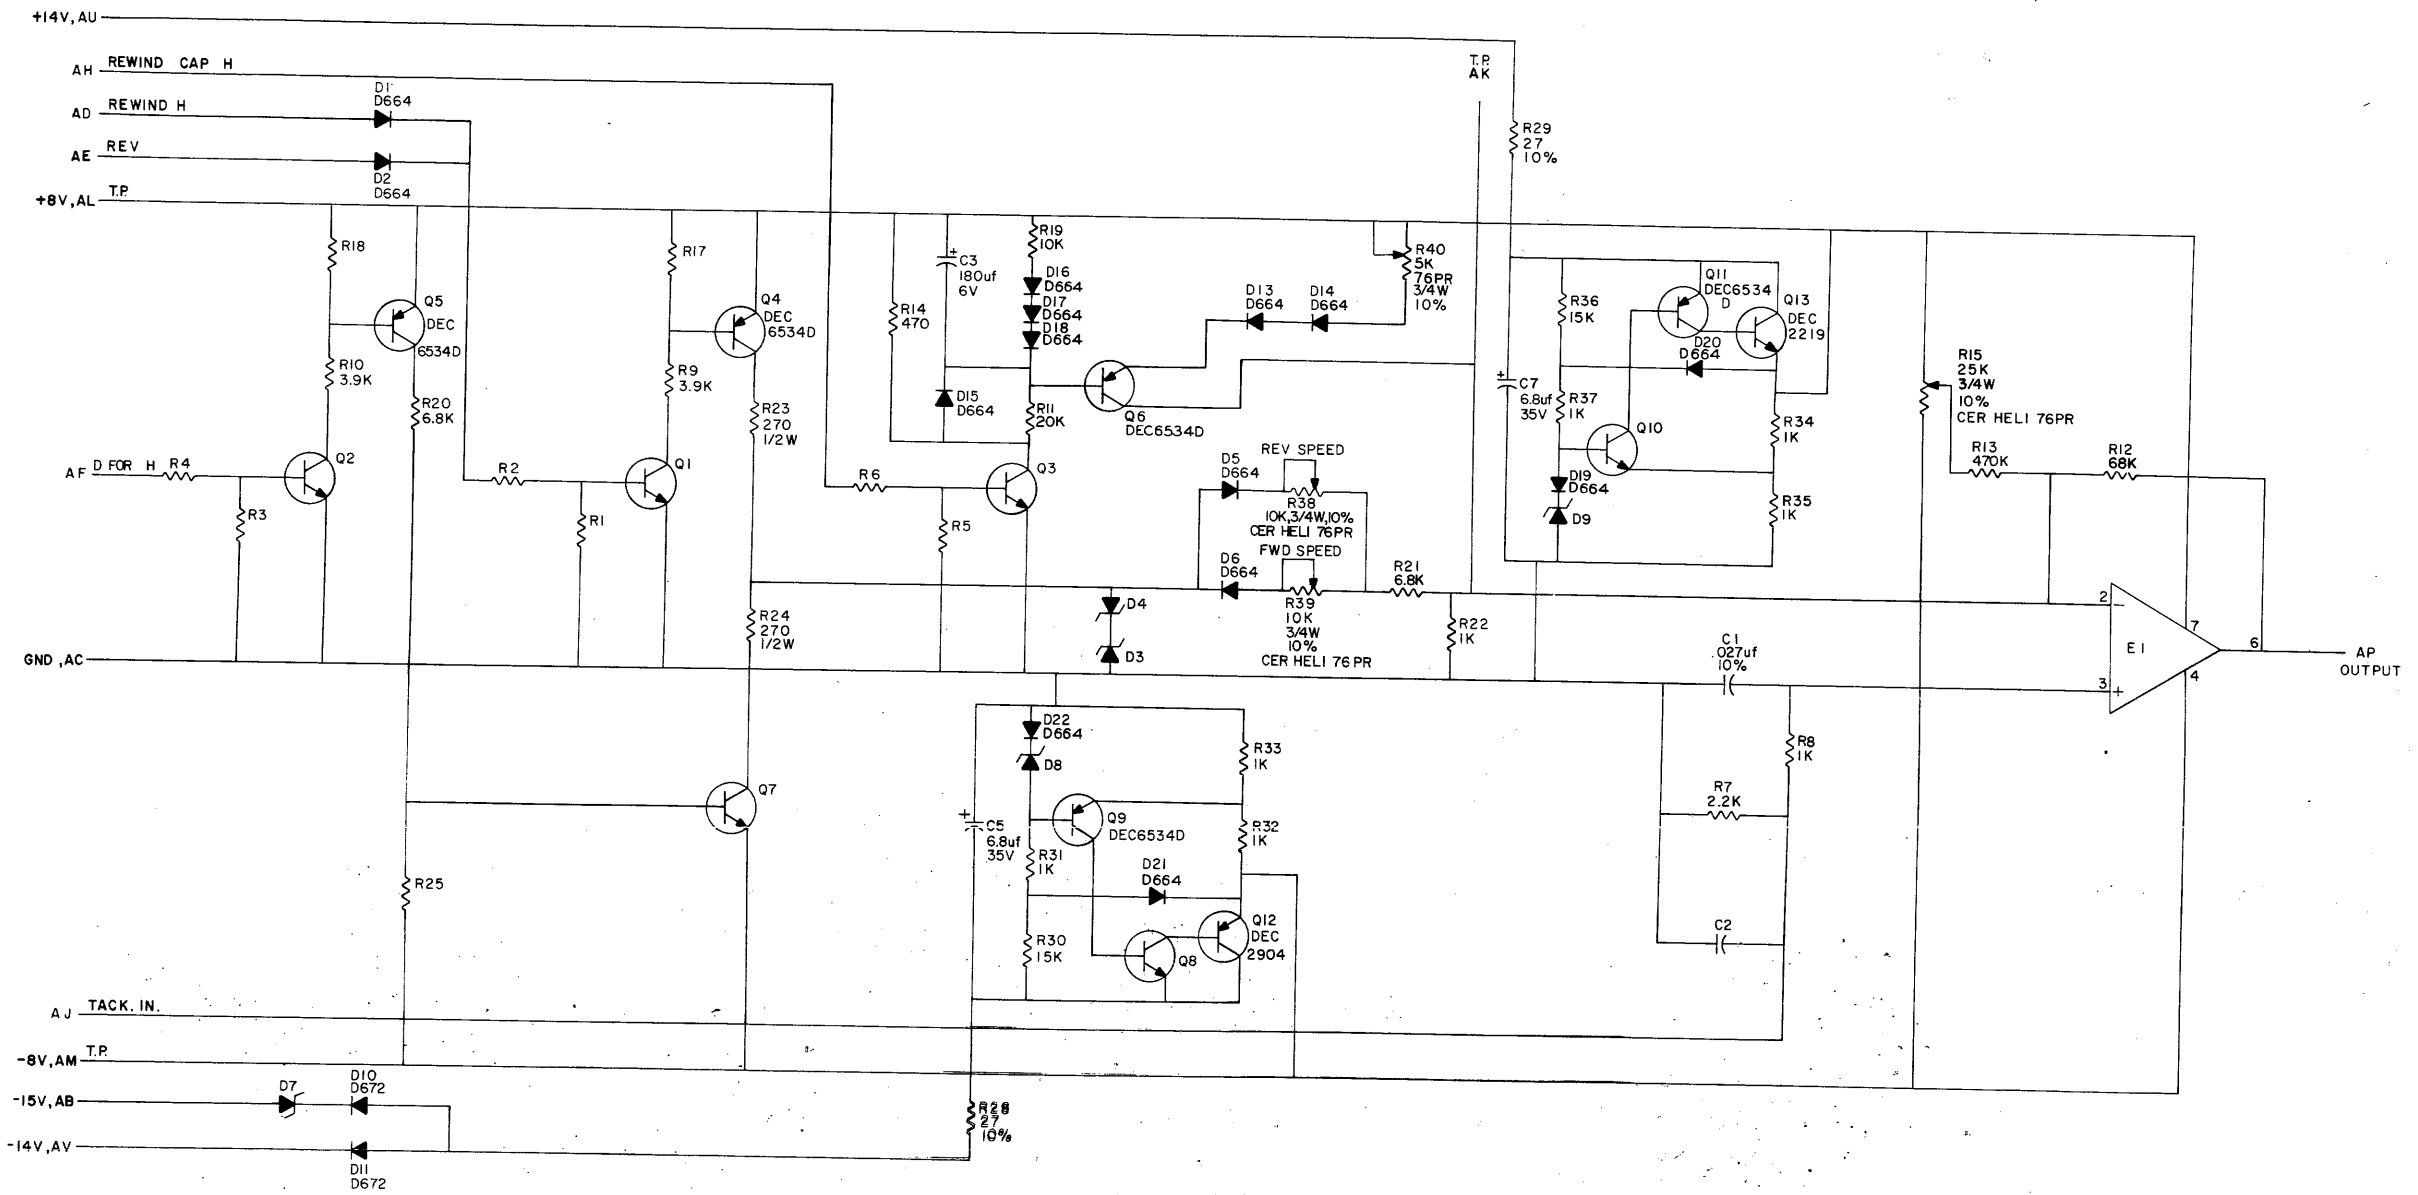 +14V, AU
AH REWIND CAP H
AD REWIND H
AE REV
+8V, AL T.P.
D1
D664
D2
D664
T.P.
AK
R29
27
10%
R18
Q5
DEC
6534D
R10
3.9K
R20
6.8K
R17
Q4
DEC
6534D
R9
3.9K
R23
270
1/2W
R14
470
C3
180uf
6V
+
R19
10K
D16
D664
D17
D664
D18
D664
D15
D664
R11
20K
Q6
DEC6534D
D13
D664
D14
D664
R40
5K
76PR
3/4W
10%
R36
15K
Q11
DEC6534
D
Q13
DEC
2219
D20
D664
+
C7
6.8uf
35V
R37
1K
Q10
R34
1K
D19
D664
D9
R35
1K
R15
25K
3/4W
10%
CER HELI 76PR
R13
470K
R12
68K
AF D FOR H R4
R3
Q2
R2
R1
Q1
R6
R5
Q3
REV SPEED
D5
D664
R38
10K,3/4W,10%
CER HELI 76PR
FWD SPEED
D6
D664
R39
10K
3/4W
10%
CER HELI 76PR
R21
6.8K
R22
1K
D4
D3
R24
270
1/2W
GND, AC
C1
.027uf
10%
2
-
3
+
E1
7
4
6
AP
OUTPUT
D22
D664
D8
R33
1K
Q9
DEC6534D
+
C5
6.8uf
35V
R31
1K
R32
1K
D21
D664
R30
15K
Q8
Q12
DEC
2904
R8
1K
R7
2.2K
C2
Q7
R25
AJ TACK. IN.
-8V, AM T.P.
-15V, AB
D7
D10
D672
-14V, AV
D11
D672
R28
27
10%